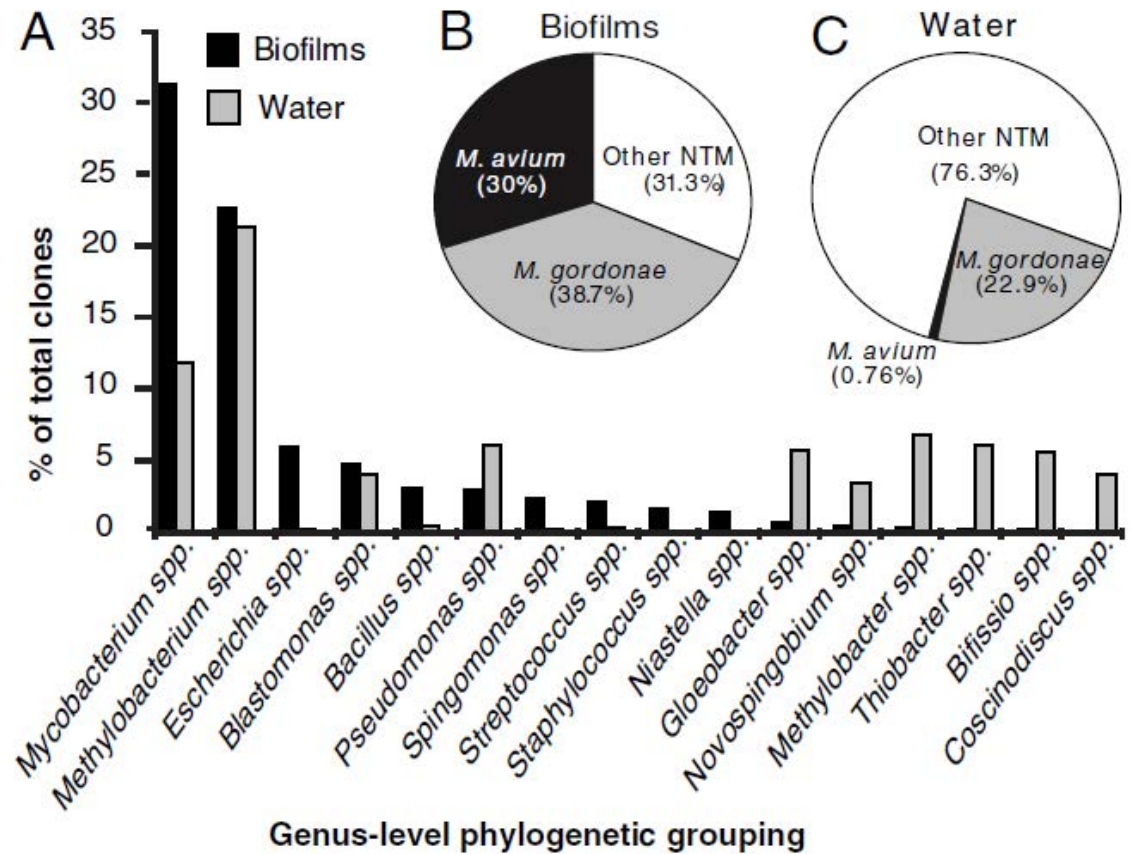 A
35
30
25
20
15
10
5
0
% of total clones
Biofilms
Water
B
Biofilms
M. avium
(30%)
Other NTM
(31.3%)
M. gordonae
(38.7%)
C
Water
Other NTM
(76.3%)
M. gordonae
(22.9%)
M. avium
(0.76%)
Mycobacterium spp.
Methylobacterium spp.
Escherichia spp.
Blastomonas spp.
Bacillus spp.
Pseudomonas spp.
Spingomonas spp.
Streptococcus spp.
Staphylococcus spp.
Niastella spp.
Gloeobacter spp.
Novospingobium spp.
Methylobacter spp.
Thiobacter spp.
Bifissio spp.
Coscinodiscus spp.
Genus-level phylogenetic grouping